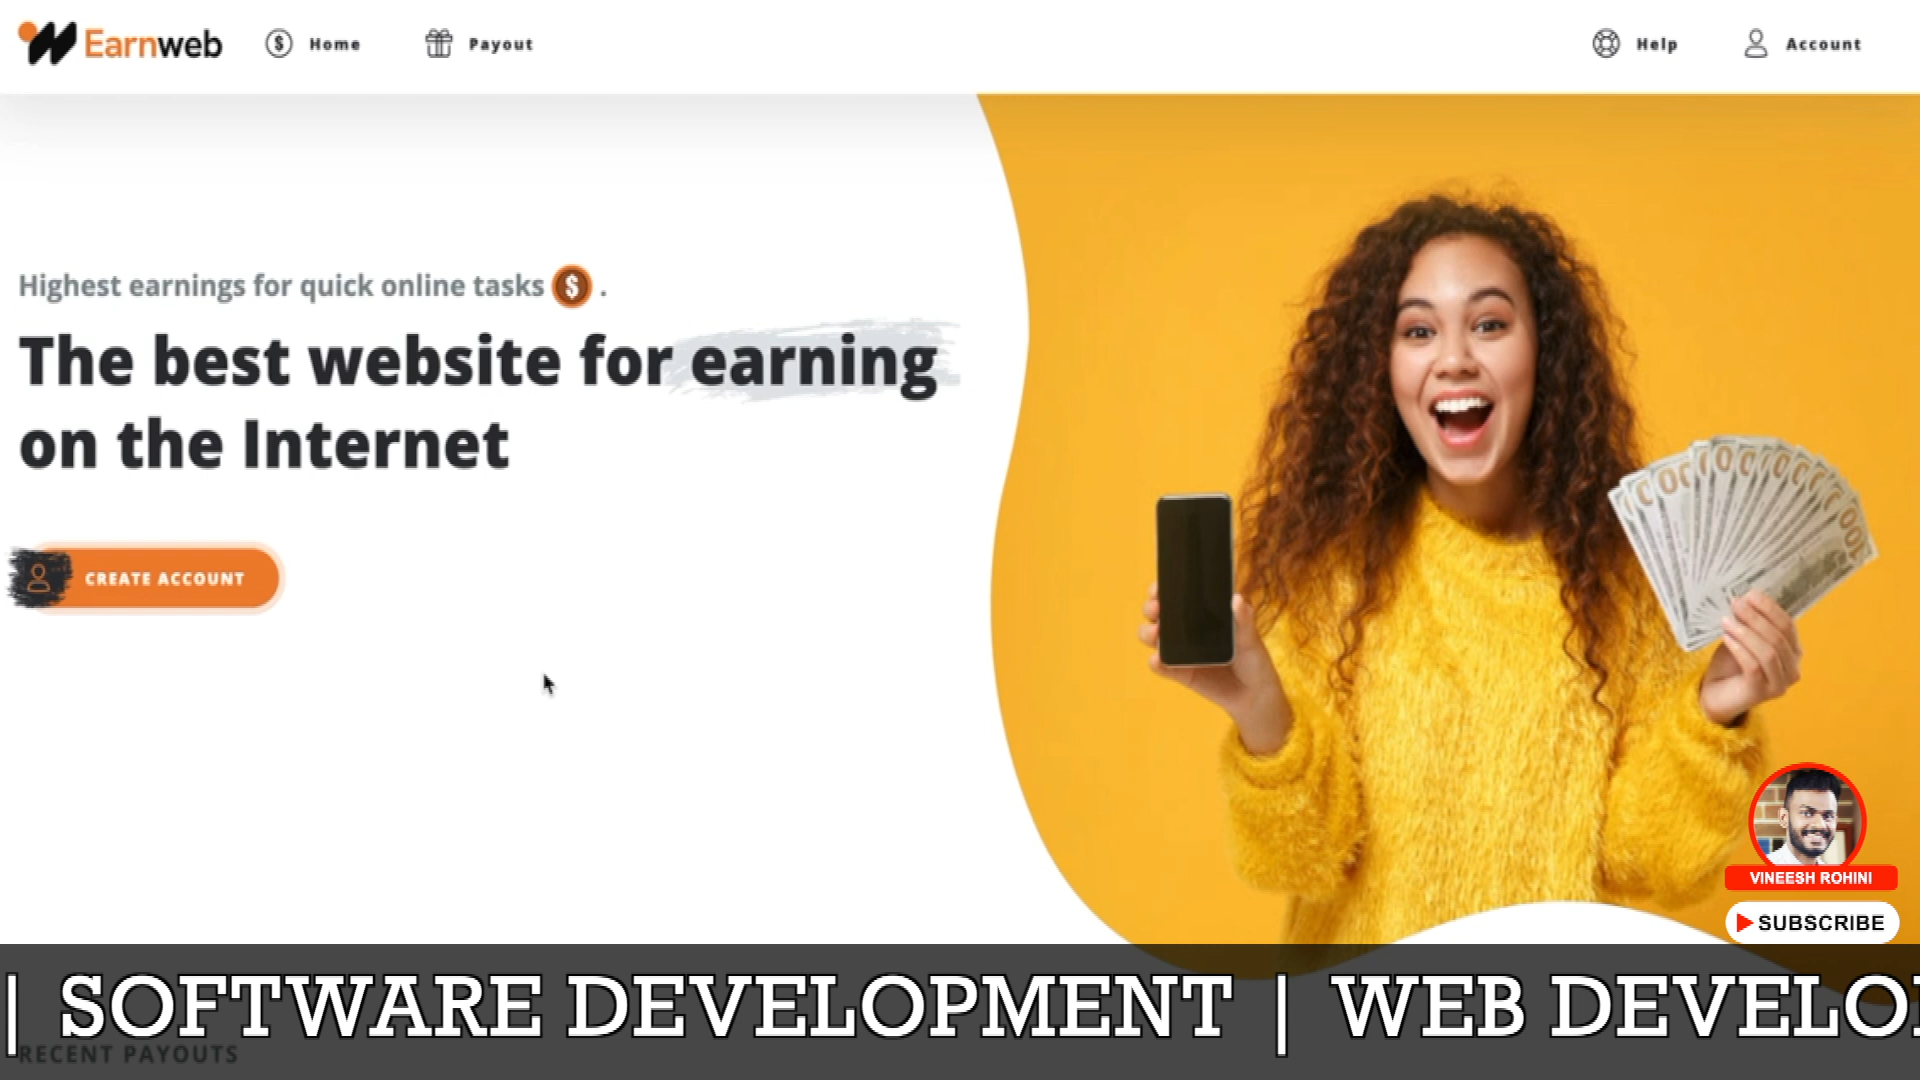 Earnweb
Home
Payout
Help
Account
Highest earnings for quick online tasks $ .
The best website for earning
on the Internet
CREATE ACCOUNT
VINEESH ROHINI
SUBSCRIBE
| SOFTWARE DEVELOPMENT | WEB
RECENT PAYOUTS